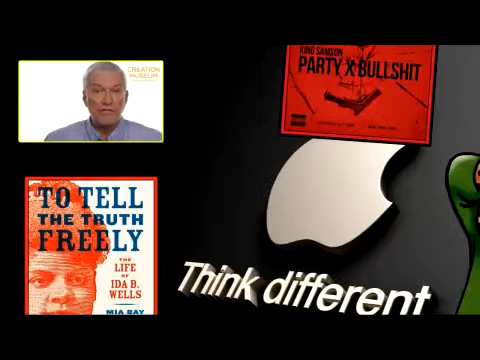 CREATION
MUSEUM
KING SAMSON
PARTY X BULLSHIT
TO TELL
THE TRUTH
FREELY
THE
LIFE
OF
IDA B.
WELLS
MIA BAY
Think different